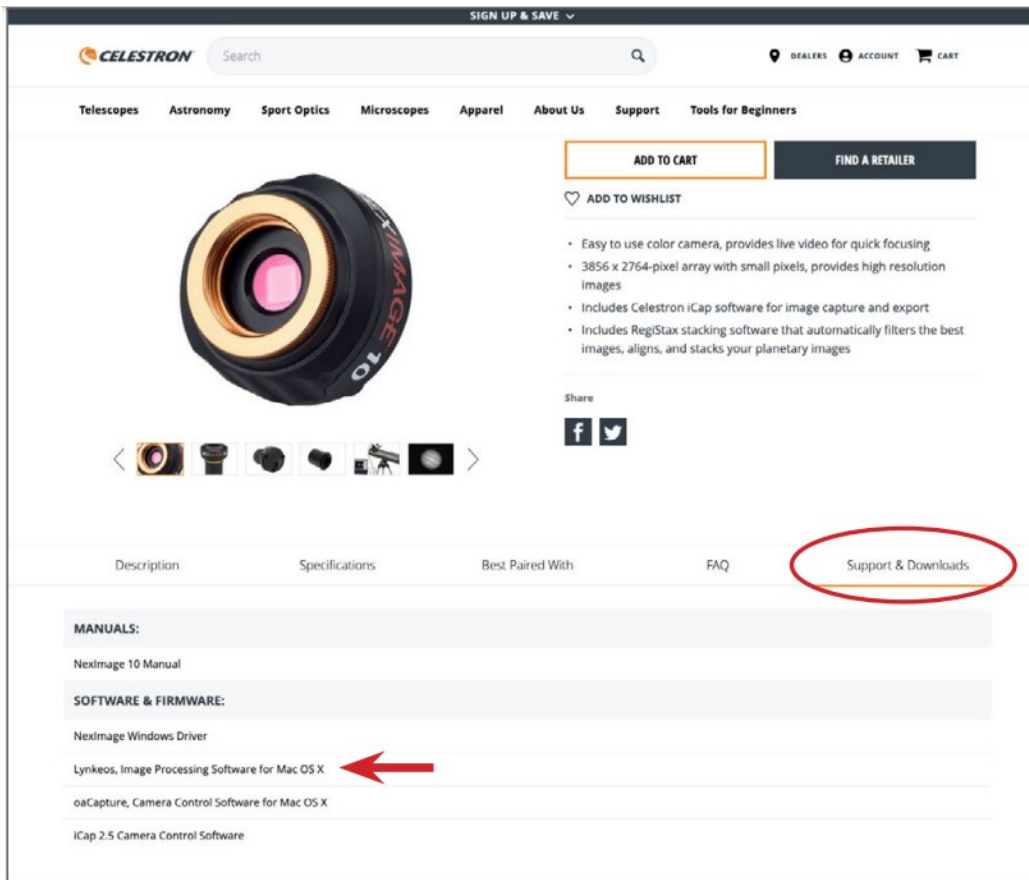 SIGN UP & SAVE
CELESTRON
Search
DEALERS
ACCOUNT
CART
Telescopes
Astronomy
Sport Optics
Microscopes
Apparel
About Us
Support
Tools for Beginners
ADD TO CART
FIND A RETAILER
ADD TO WISHLIST
• Easy to use color camera, provides live video for quick focusing
• 3856 x 2764-pixel array with small pixels, provides high resolution
images
• Includes Celestron iCap software for image capture and export
• Includes RegiStax stacking software that automatically filters the best
images, aligns, and stacks your planetary images
IMAGE 10
Share
Description
Specifications
Best Paired With
FAQ
Support & Downloads
MANUALS:
NexImage 10 Manual
SOFTWARE & FIRMWARE:
NexImage Windows Driver
Lynkeos, Image Processing Software for Mac OS X
oaCapture, Camera Control Software for Mac OS X
iCap 2.5 Camera Control Software